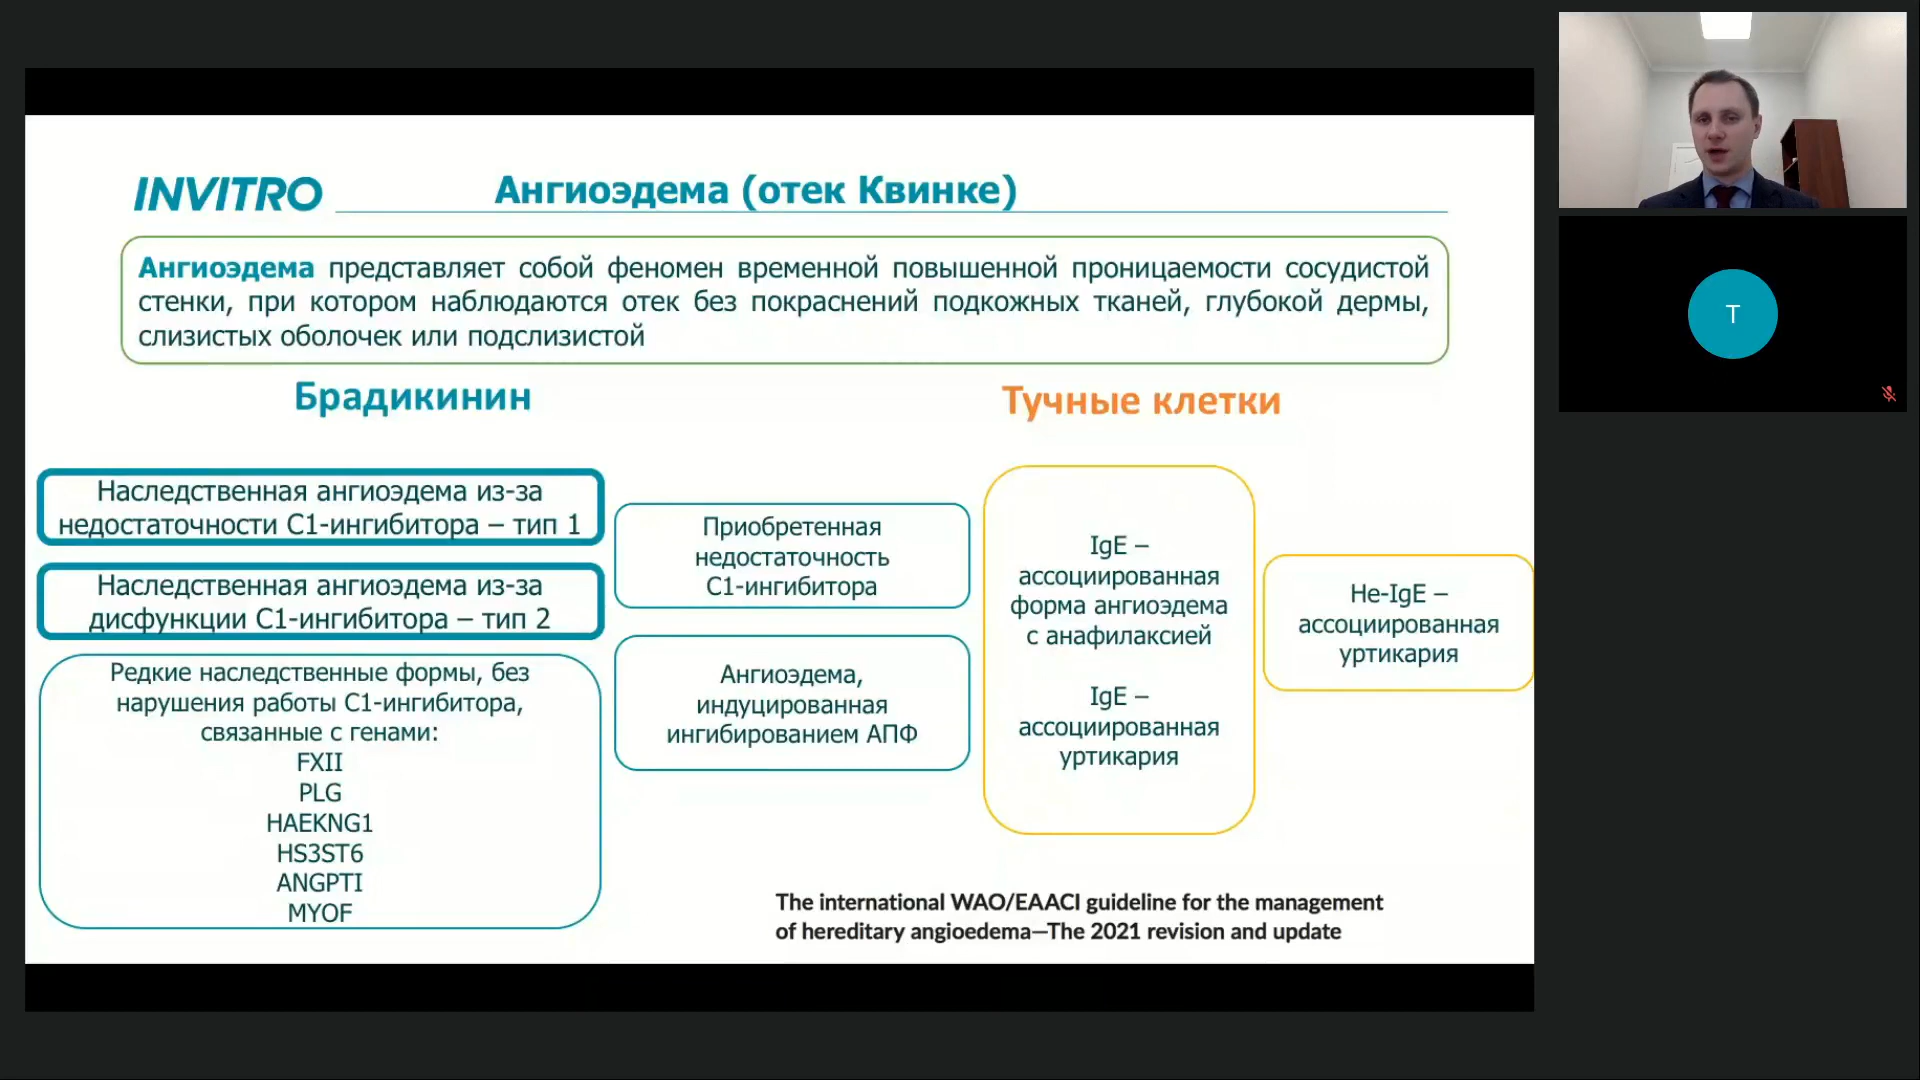 INVITRO
Ангиоэдема (отек Квинке)
Ангиоэдема представляет собой феномен временной повышенной проницаемости сосудистой
стенки, при котором наблюдаются отек без покраснений подкожных тканей, глубокой дермы,
слизистых оболочек или подслизистой
Брадикинин
Наследственная ангиоэдема из-за
недостаточности С1-ингибитора – тип 1
Наследственная ангиоэдема из-за
дисфункции С1-ингибитора – тип 2
Редкие наследственные формы, без
нарушения работы С1-ингибитора,
связанные с генами:
FXII
PLG
HAEKNG1
HS3ST6
ANGPTI
MYOF
Приобретенная
недостаточность
С1-ингибитора
Ангиоэдема,
индуцированная
ингибированием АПФ
Тучные клетки
IgE –
ассоциированная
форма ангиоэдема
с анафилаксией
IgE –
ассоциированная
уртикария
Не-IgE –
ассоциированная
уртикария
The international WAO/EAACI guideline for the management
of hereditary angioedema—The 2021 revision and update
T